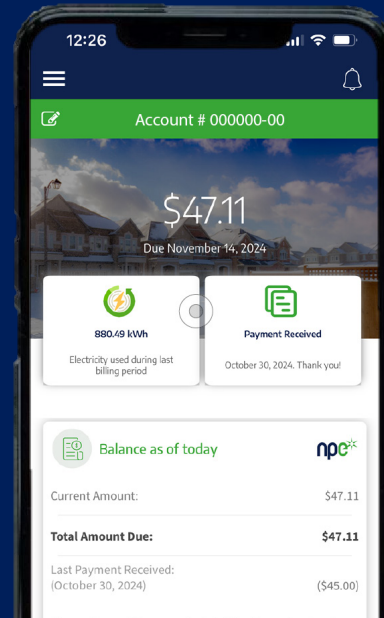 12:26
Account # 000000-00
$47.11
Due November 14, 2024
880.49 kWh
Electricity used during last
billing period
Payment Received
October 30, 2024. Thank you!
Balance as of today
npe
Current Amount: $47.11
Total Amount Due: $47.11
Last Payment Received:
(October 30, 2024) ($45.00)